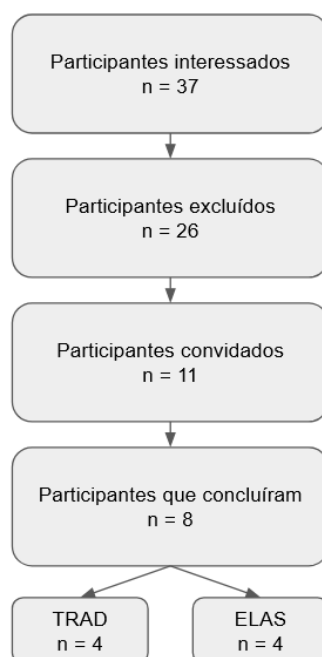 Participantes interessados
n = 37
Participantes excluídos
n = 26
Participantes convidados
n = 11
Participantes que concluíram
n = 8
TRAD
n = 4
ELAS
n = 4